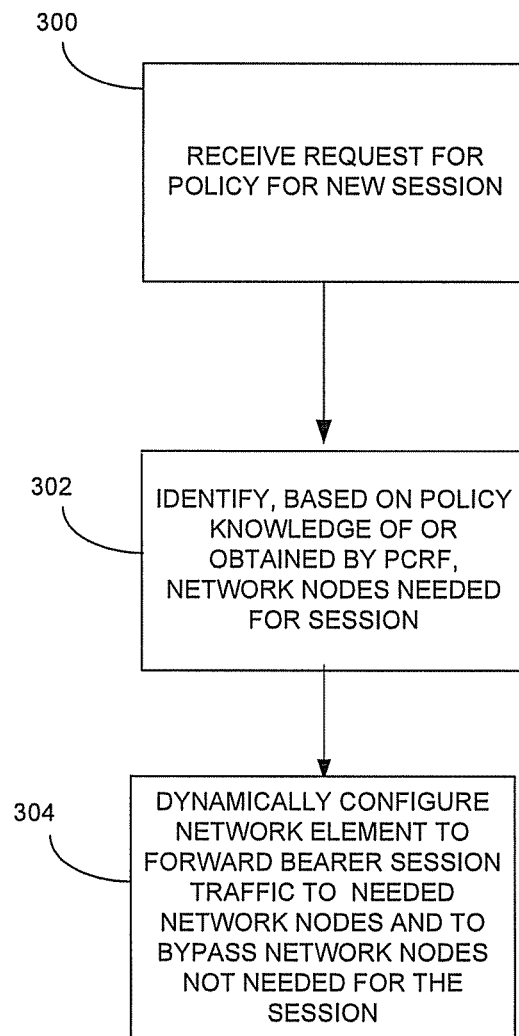 300
RECEIVE REQUEST FOR
POLICY FOR NEW SESSION
302
IDENTIFY, BASED ON POLICY
KNOWLEDGE OF OR
OBTAINED BY PCRF,
NETWORK NODES NEEDED
FOR SESSION
304
DYNAMICALLY CONFIGURE
NETWORK ELEMENT TO
FORWARD BEARER SESSION
TRAFFIC TO NEEDED
NETWORK NODES AND TO
BYPASS NETWORK NODES
NOT NEEDED FOR THE
SESSION